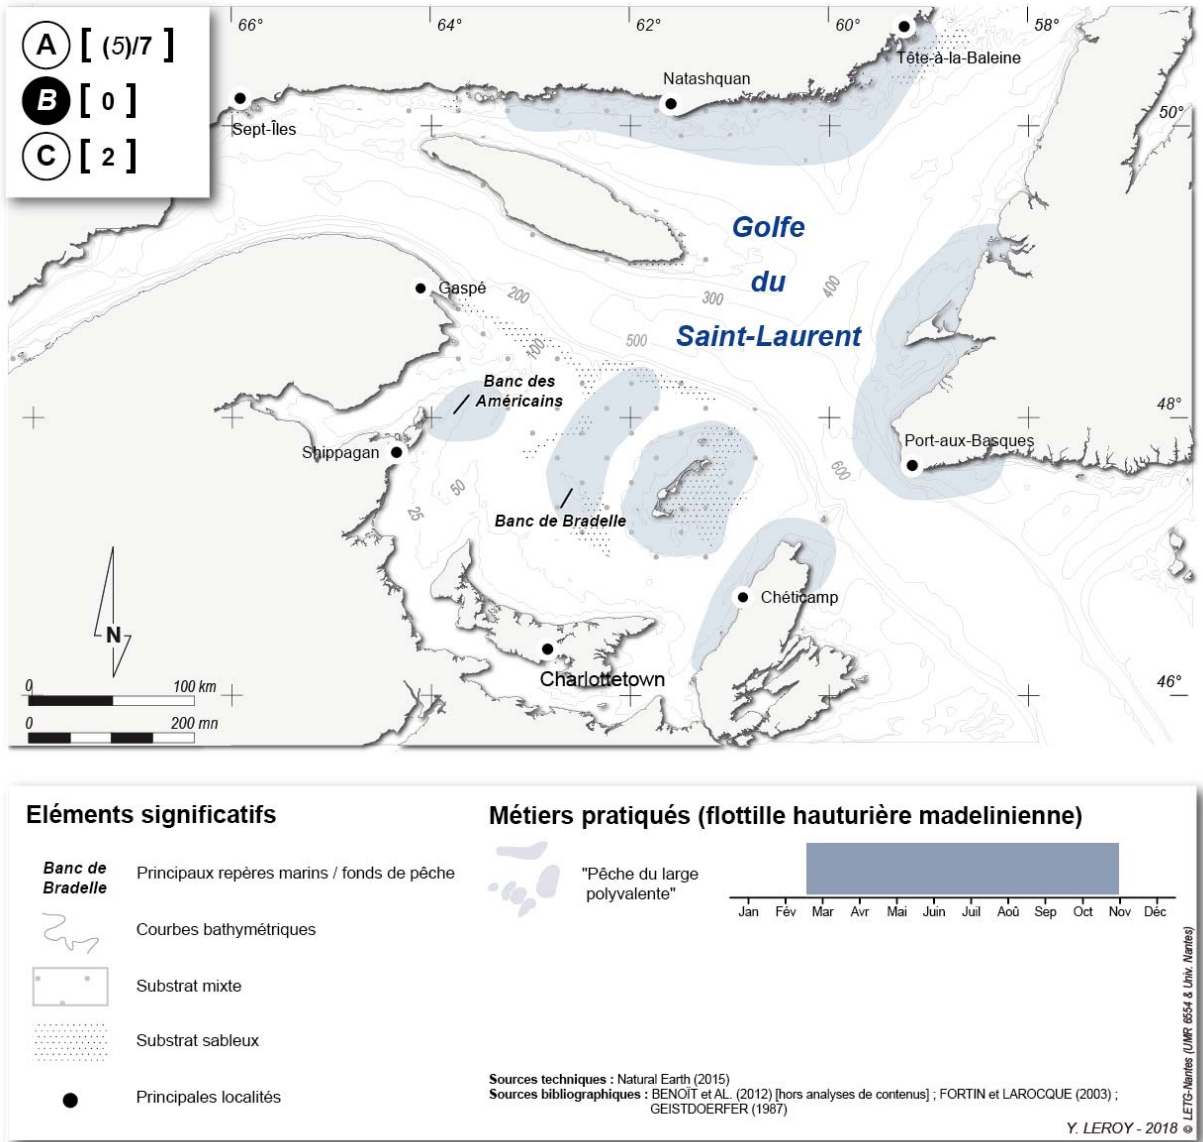 A [ (5)/7 ]
B [ 0 ]
C [ 2 ]
66°
64°
62°
60°
58°
50°
48°
46°
Sept-Îles
Natashquan
Tête-à-la-Baleine
Golfe
du
Saint-Laurent
Gaspé
200
300
400
500
100
Banc des
Américains
Shippagan
Port-aux-Basques
600
50
25
Banc de Bradelle
Chéticamp
Charlottetown
N
0 100 km
0 200 mn
Eléments significatifs
Banc de
Bradelle
Principaux repères marins / fonds de pêche
Courbes bathymétriques
Substrat mixte
Substrat sableux
Principales localités
Métiers pratiqués (flottille hauturière madelinienne)
"Pêche du large
polyvalente"
Jan Fév Mar Avr Mai Juin Juil Aoû Sep Oct Nov Déc
Sources techniques : Natural Earth (2015)
Sources bibliographiques : BENOÎT et AL. (2012) [hors analyses de contenus] ; FORTIN et LAROCQUE (2003) ;
GEISTDOERFER (1987)
Y. LEROY - 2018
© LETG-Nantes (UMR 6554 & Univ. Nantes)